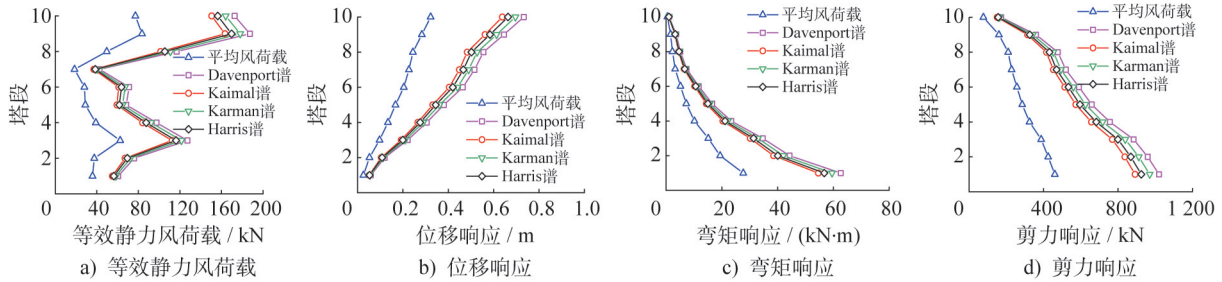 10
8
6
4
2
塔段
40
80
120
160
200
平均风荷载
Davenport谱
Kaimal谱
Karman谱
Harris谱
等效静力风荷载 / kN
a) 等效静力风荷载
10
8
6
4
2
0
塔段
0.2
0.4
0.6
0.8
1.0
平均风荷载
Davenport谱
Kaimal谱
Karman谱
Harris谱
位移响应 / m
b) 位移响应
10
8
6
4
2
塔段
0
20
40
60
80
平均风荷载
Davenport谱
Kaimal谱
Karman谱
Harris谱
弯矩响应 / (kN·m)
c) 弯矩响应
10
8
6
4
2
0
塔段
400
800
1 200
平均风荷载
Davenport谱
Kaimal谱
Karman谱
Harris谱
剪力响应 / kN
d) 剪力响应